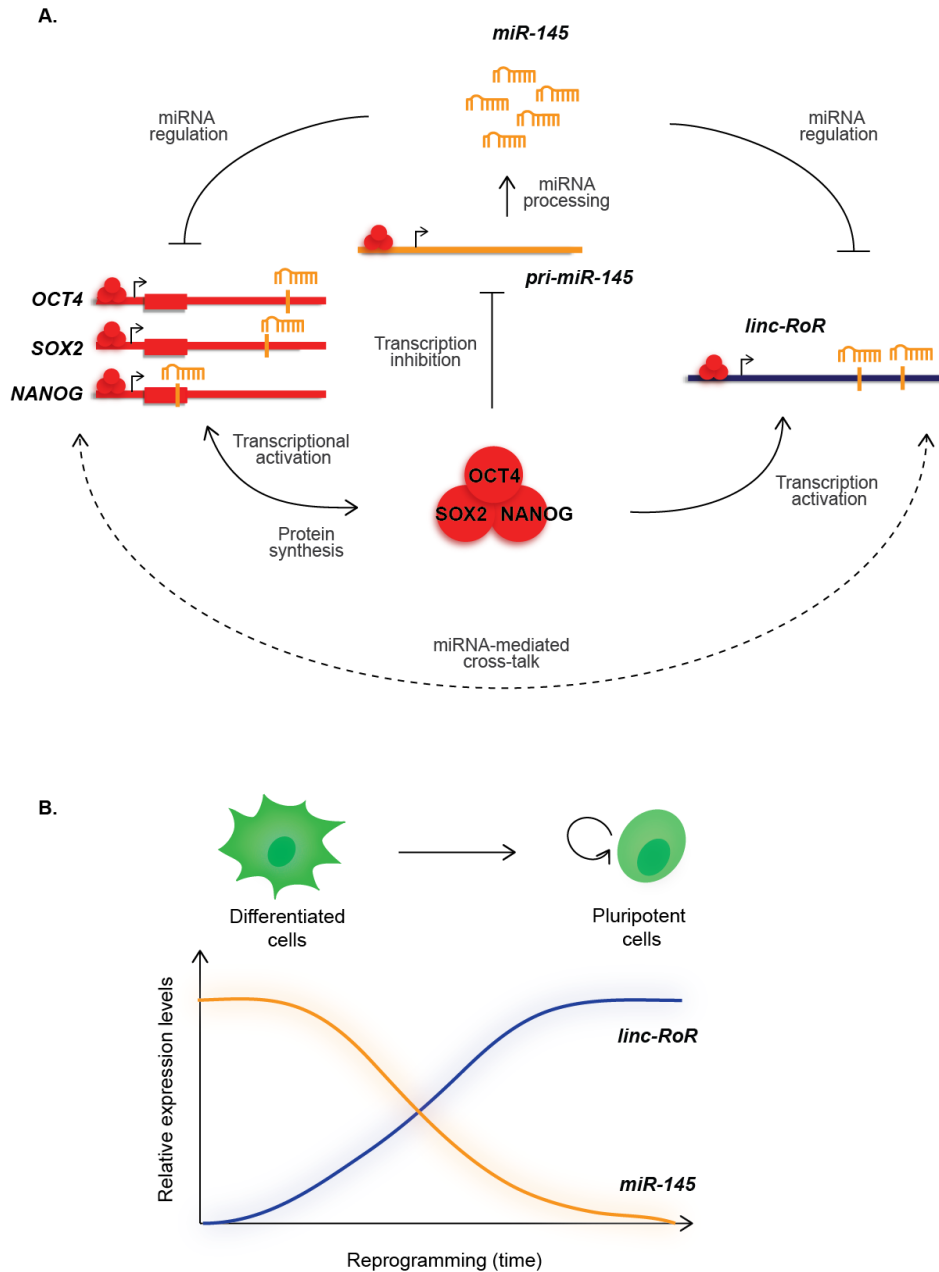 A.
miR-145
miRNA
regulation
miRNA
regulation
miRNA
processing
pri-miR-145
OCT4
SOX2
NANOG
Transcription
inhibition
linc-RoR
Transcriptional
activation
Protein
synthesis
OCT4
SOX2 NANOG
Transcription
activation
miRNA-mediated
cross-talk
B.
Differentiated
cells
Pluripotent
cells
Relative expression levels
linc-RoR
miR-145
Reprogramming (time)